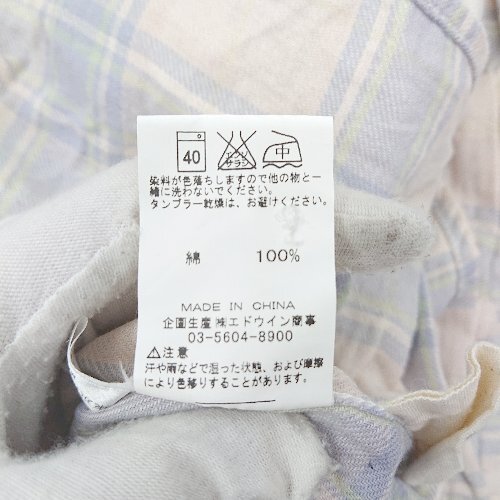 40 エンソ サラシ 中
染料が色落ちしますので他の物と一
緒に洗わないでください。
タンブラー乾燥は、お避けください。
綿 100%
MADE IN CHINA
企画生産㈱エドウイン商事
03-5604-8900
⚠注意
汗や雨などで湿った状態、および摩擦
により色移りすることがあります。